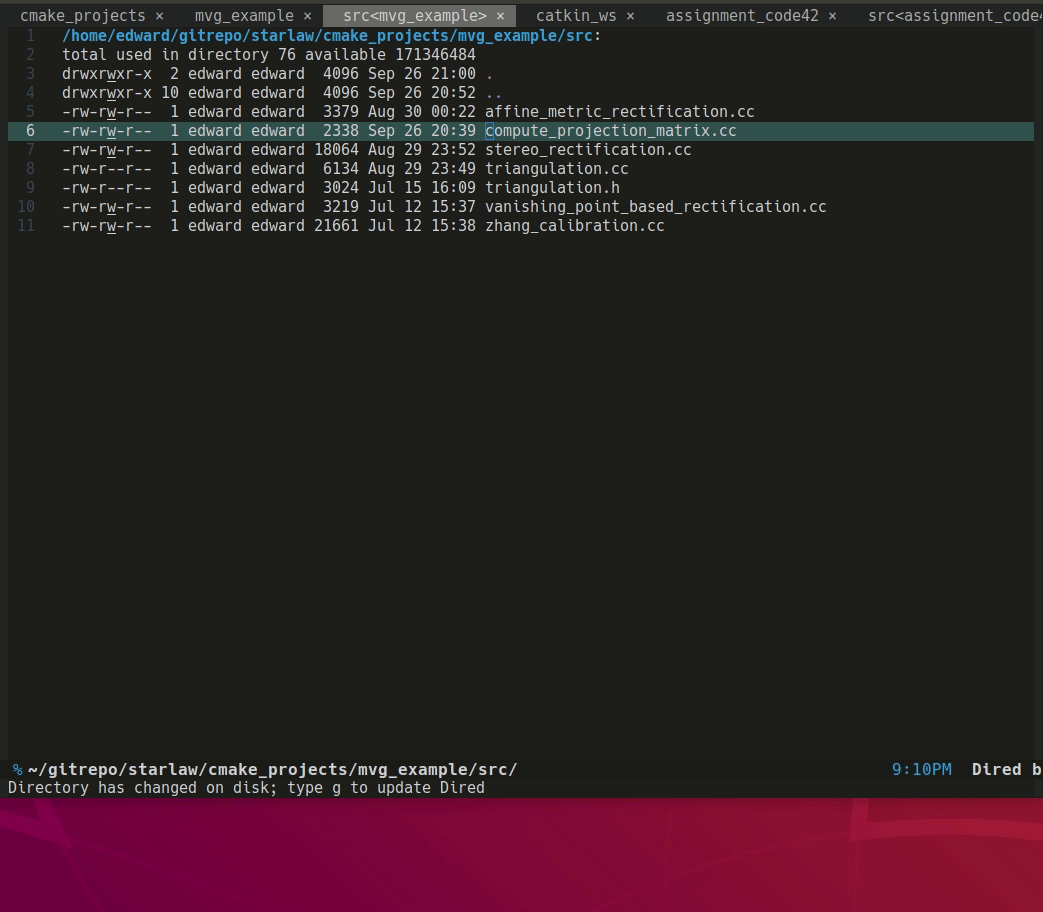 cmake_projects × mvg_example × src<mvg_example> × catkin_ws × assignment_code42 × src<assignment_code4
1 /home/edward/gitrepo/starlaw/cmake_projects/mvg_example/src:
2 total used in directory 76 available 171346484
3 drwxrwxr-x 2 edward edward 4096 Sep 26 21:00 .
4 drwxrwxr-x 10 edward edward 4096 Sep 26 20:52 ..
5 -rw-rw-r-- 1 edward edward 3379 Aug 30 00:22 affine_metric_rectification.cc
6 -rw-rw-r-- 1 edward edward 2338 Sep 26 20:39 compute_projection_matrix.cc
7 -rw-rw-r-- 1 edward edward 18064 Aug 29 23:52 stereo_rectification.cc
8 -rw-r--r-- 1 edward edward 6134 Aug 29 23:49 triangulation.cc
9 -rw-r--r-- 1 edward edward 3024 Jul 15 16:09 triangulation.h
10 -rw-rw-r-- 1 edward edward 3219 Jul 12 15:37 vanishing_point_based_rectification.cc
11 -rw-rw-r-- 1 edward edward 21661 Jul 12 15:38 zhang_calibration.cc
% ~/gitrepo/starlaw/cmake_projects/mvg_example/src/ 9:10PM Dired b
Directory has changed on disk; type g to update Dired